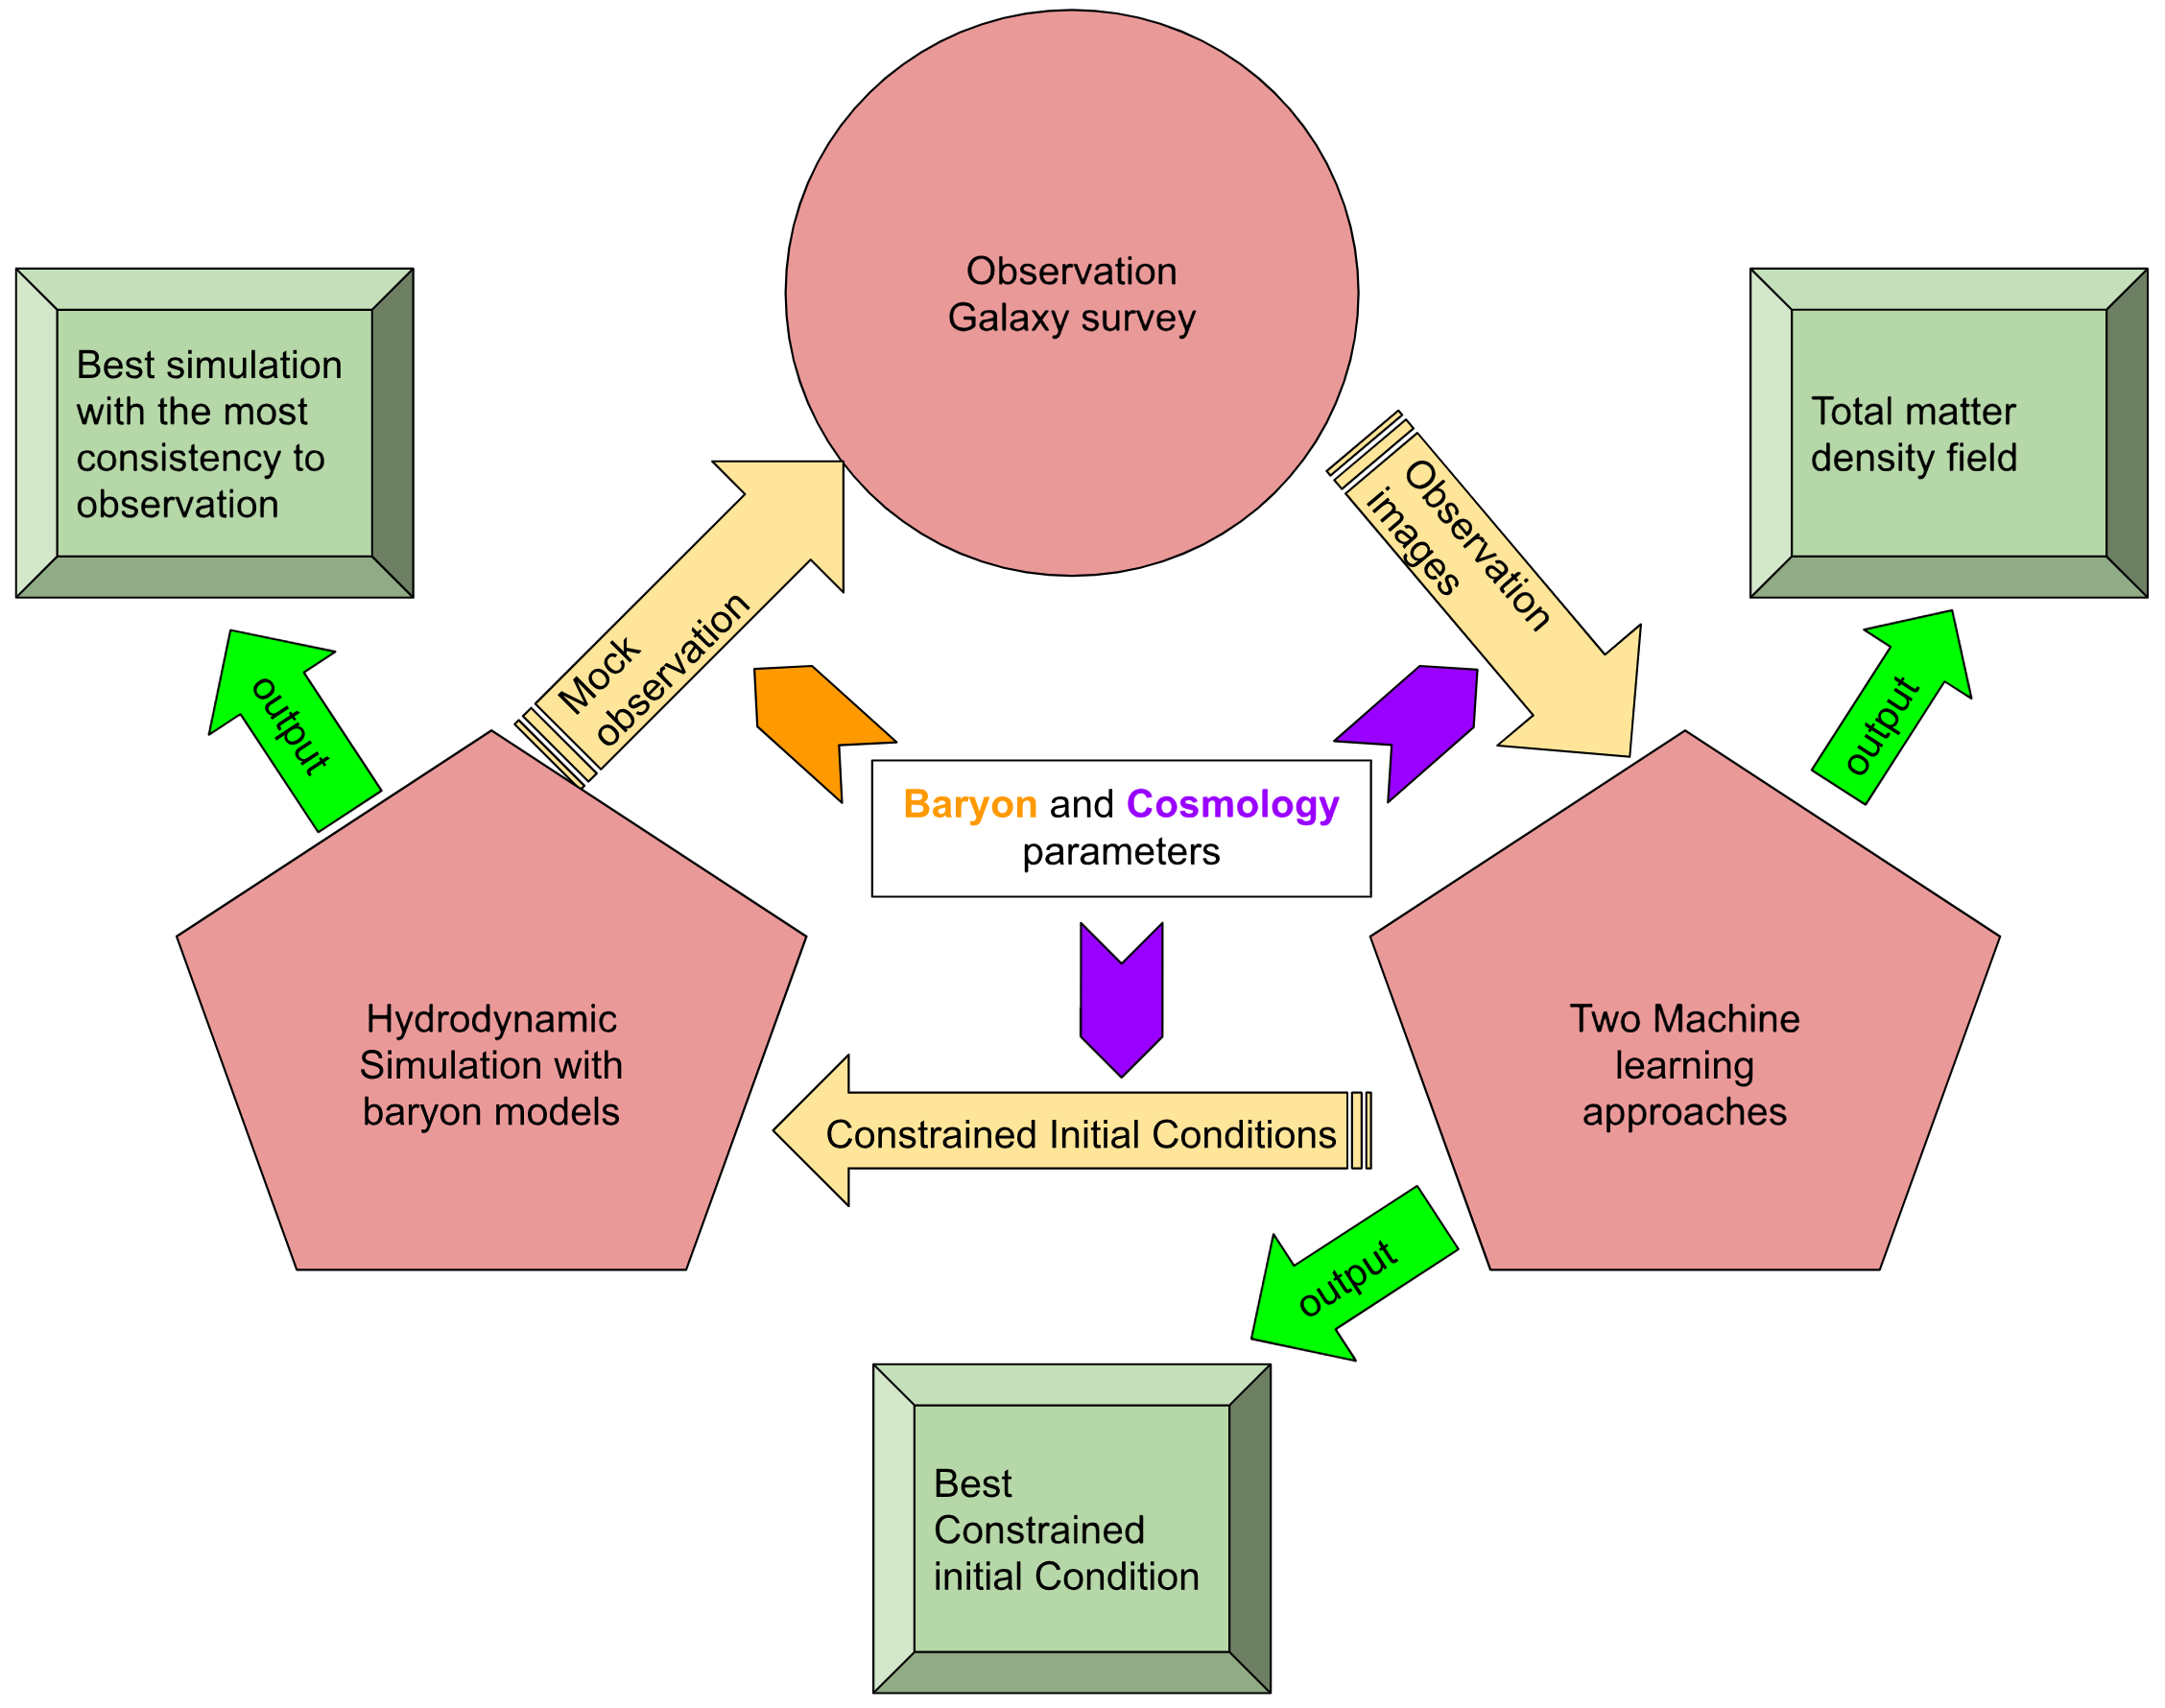 Observation
Galaxy survey
Best simulation
with the most
consistency to
observation
Total matter
density field
Mock
observation
Observation
images
output
output
Baryon and Cosmology
parameters
Hydrodynamic
Simulation with
baryon models
Two Machine
learning
approaches
Constrained Initial Conditions
output
Best
Constrained
initial Condition